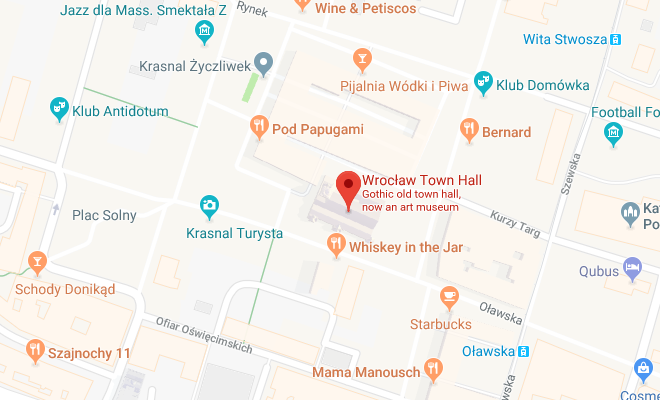 Jazz dla Mass. Smektała Z
Rynek
Wine & Petiscos
Wita Stwosza
Krasnal Życzliwek
Pijalnia Wódki i Piwa
Klub Domówka
Klub Antidotum
Football Fo
Pod Papugami
Bernard
Szewska
Wrocław Town Hall
Gothic old town hall,
now an art museum
Plac Solny
Krasnal Turysta
Kurzy Targ
Kat
Po
Whiskey in the Jar
Qubus
Schody Donikąd
Oławska
Starbucks
Ofiar Oświęcimskich
Szajnochy 11
Oławska
Mama Manousch
Szewska
Cosme